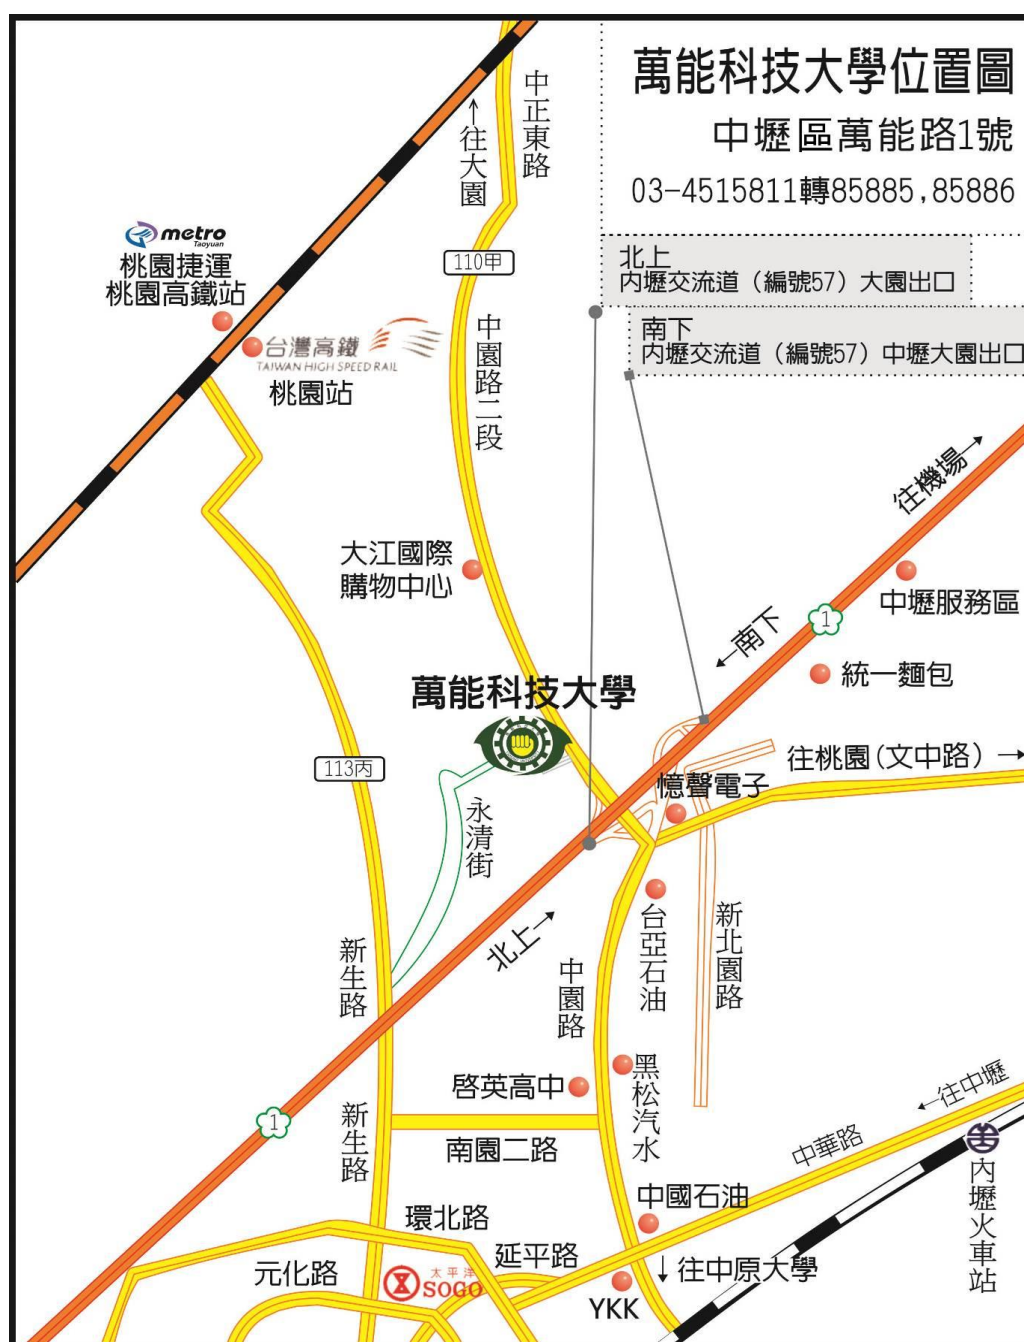 萬能科技大學位置圖
中壢區萬能路1號
03-4515811轉85885,85886
北上
內壢交流道（編號57）大園出口
南下
內壢交流道（編號57）中壢大園出口
中正東路
↑往大園
110甲
metro
Taoyuan
桃園捷運
桃園高鐵站
台灣高鐵
TAIWAN HIGH SPEED RAIL
桃園站
中園路二段
往機場→
大江國際
購物中心
中壢服務區
1
←南下
統一麵包
萬能科技大學
113丙
往桃園(文中路)→
憶聲電子
永清街
台亞石油
新北園路
新生路
北上→
中園路
啓英高中
黑松汽水
1
新生路
南園二路
←往中壢
中華路
內壢火車站
中國石油
環北路
延平路
元化路
太平洋
SOGO
↓往中原大學
YKK